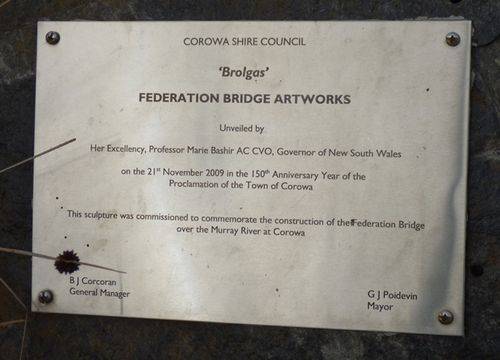 COROWA SHIRE COUNCIL
'Brolgas'
FEDERATION BRIDGE ARTWORKS
Unveiled by
Her Excellency, Professor Marie Bashir AC CVO, Governor of New South Wales
on the 21st November 2009 in the 150th Anniversary Year of the
Proclamation of the Town of Corowa
This sculpture was commissioned to commemorate the construction of the Federation Bridge
over the Murray River at Corowa
B J Corcoran
General Manager
G J Poidevin
Mayor